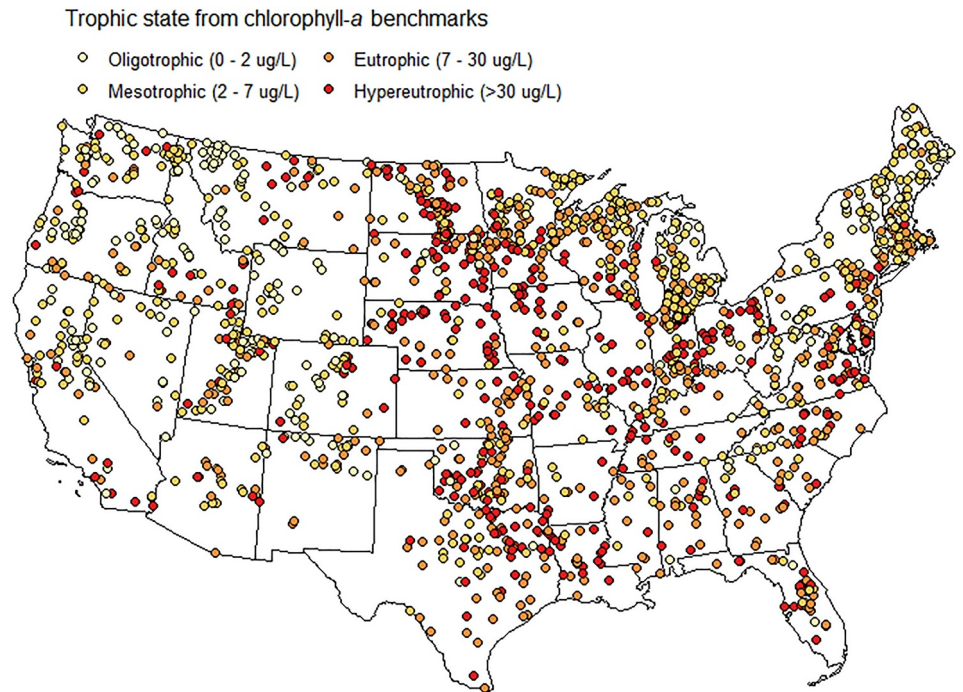 Trophic state from chlorophyll-a benchmarks
Oligotrophic (0 - 2 ug/L) Eutrophic (7 - 30 ug/L)
Mesotrophic (2 - 7 ug/L) Hypereutrophic (>30 ug/L)